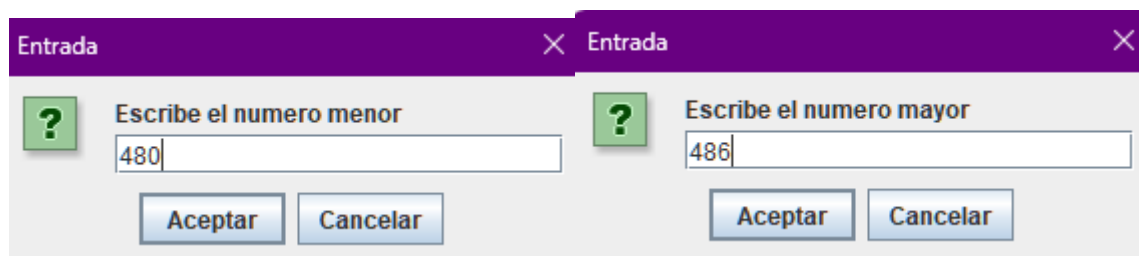 Entrada
Escribe el numero menor
480
Aceptar Cancelar
Entrada
Escribe el numero mayor
486
Aceptar Cancelar